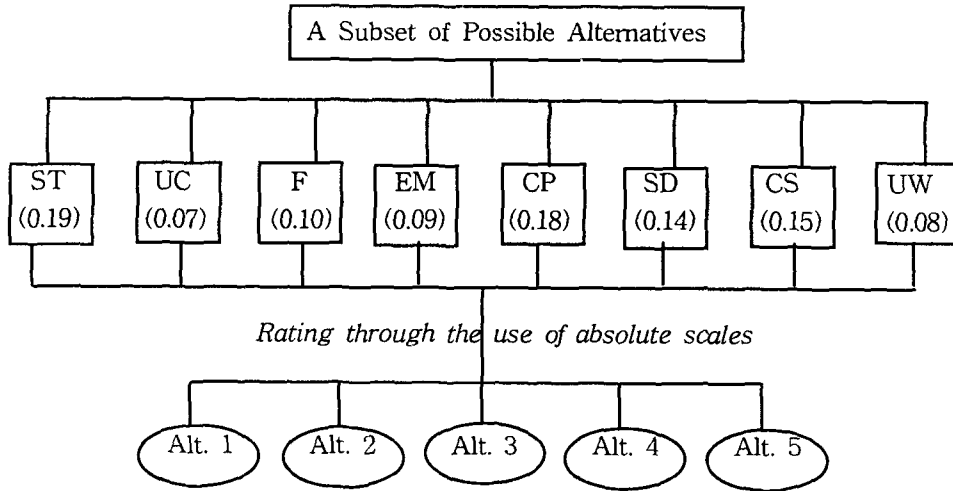 A Subset of Possible Alternatives
ST UC F EM CP SD CS UW
(0.19) (0.07) (0.10) (0.09) (0.18) (0.14) (0.15) (0.08)
Rating through the use of absolute scales
Alt. 1 Alt. 2 Alt. 3 Alt. 4 Alt. 5